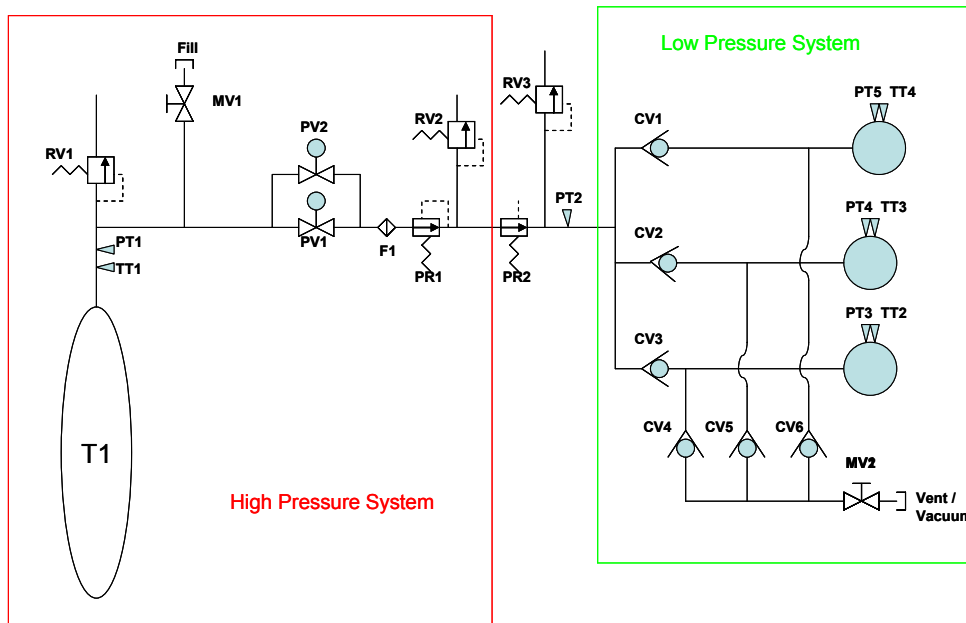 Low Pressure System
Fill
MV1
RV3
RV2
PT5 TT4
CV1
PV2
RV1
PT2
PT4 TT3
PV1
CV2
PT1
F1
TT1
PR1
PR2
PT3 TT2
CV3
CV4
CV5
CV6
T1
MV2
High Pressure System
Vent /
Vacuum